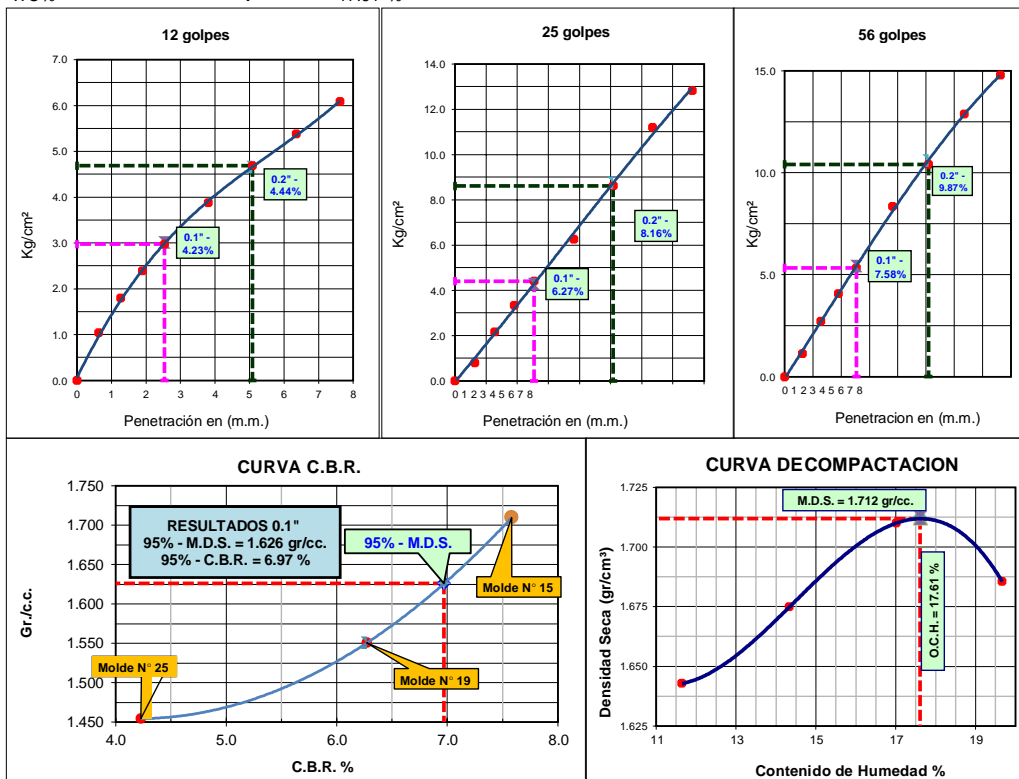 12 golpes
7.0
6.0
5.0
4.0
3.0
2.0
1.0
0.0
Kg/cm²
0.2" -
4.44%
0.1" -
4.23%
0 1 2 3 4 5 6 7 8
Penetración en (m.m.)
25 golpes
14.0
12.0
10.0
8.0
6.0
4.0
2.0
0.0
Kg/cm²
0.2" -
8.16%
0.1" -
6.27%
0 1 2 3 4 5 6 7 8
Penetración en (m.m.)
56 golpes
15.0
10.0
5.0
0.0
Kg/cm²
0.2" -
9.87%
0.1" -
7.58%
0 1 2 3 4 5 6 7 8
Penetracion en (m.m.)
CURVA C.B.R.
1.750
1.700
1.650
1.600
1.550
1.500
1.450
Gr./c.c.
RESULTADOS 0.1"
95% - M.D.S. = 1.626 gr/cc.
95% - C.B.R. = 6.97 %
95% - M.D.S.
Molde N° 15
Molde N° 25
Molde N° 19
4.0 5.0 6.0 7.0 8.0
C.B.R. %
CURVA DECOMPACTACION
1.725
1.700
1.675
1.650
1.625
Densidad Seca (gr/cm³)
M.D.S. = 1.712 gr/cc.
O.C.H. = 17.61 %
11 13 15 17 19
Contenido de Humedad %